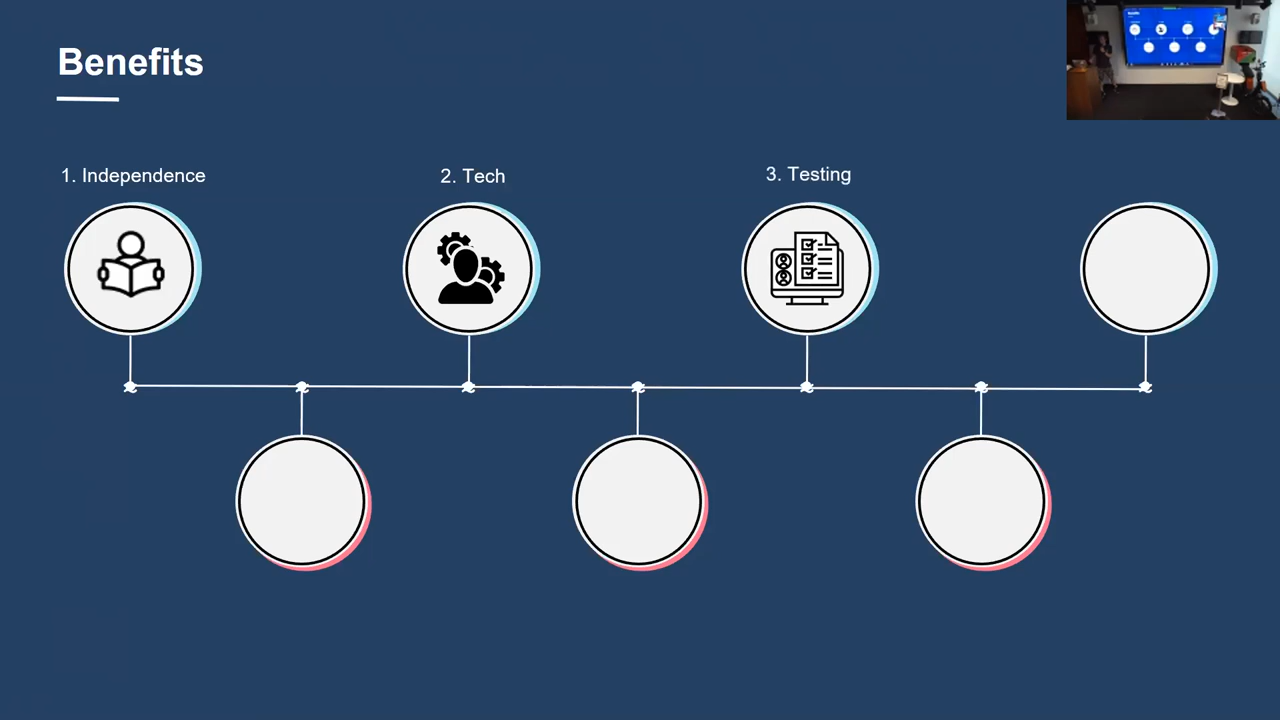 Benefits
1. Independence
2. Tech
3. Testing